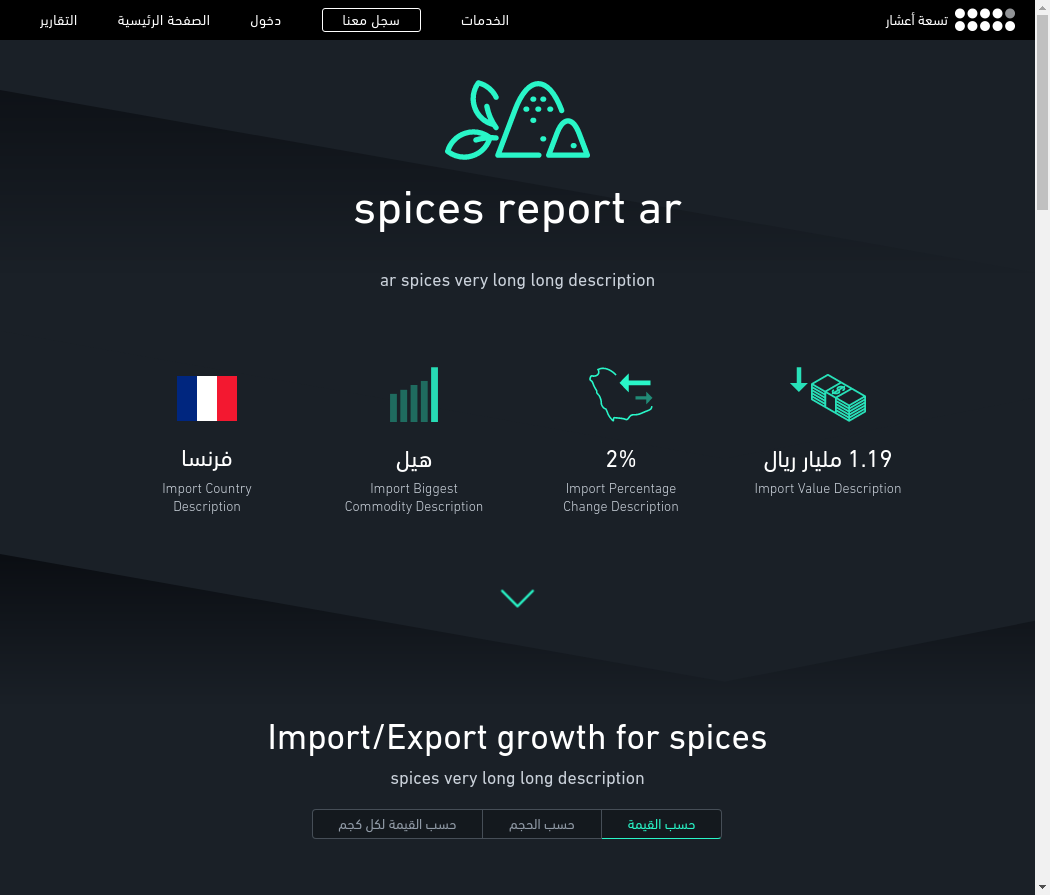 تسعة أعشار
الخدمات
سجل معنا
دخول
الصفحة الرئيسية
التقارير
spices report ar
ar spices very long long description
1.19 مليار ريال
Import Value Description
2%
Import Percentage
Change Description
هيل
Import Biggest
Commodity Description
فرنسا
Import Country
Description
Import/Export growth for spices
spices very long long description
حسب القيمة
حسب الحجم
حسب القيمة لكل كجم